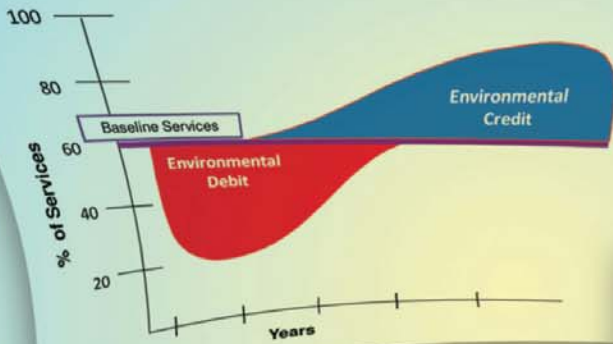 100
80
Baseline Services
60
40
20
% of Services
Environmental
Credit
Environmental
Debit
Years